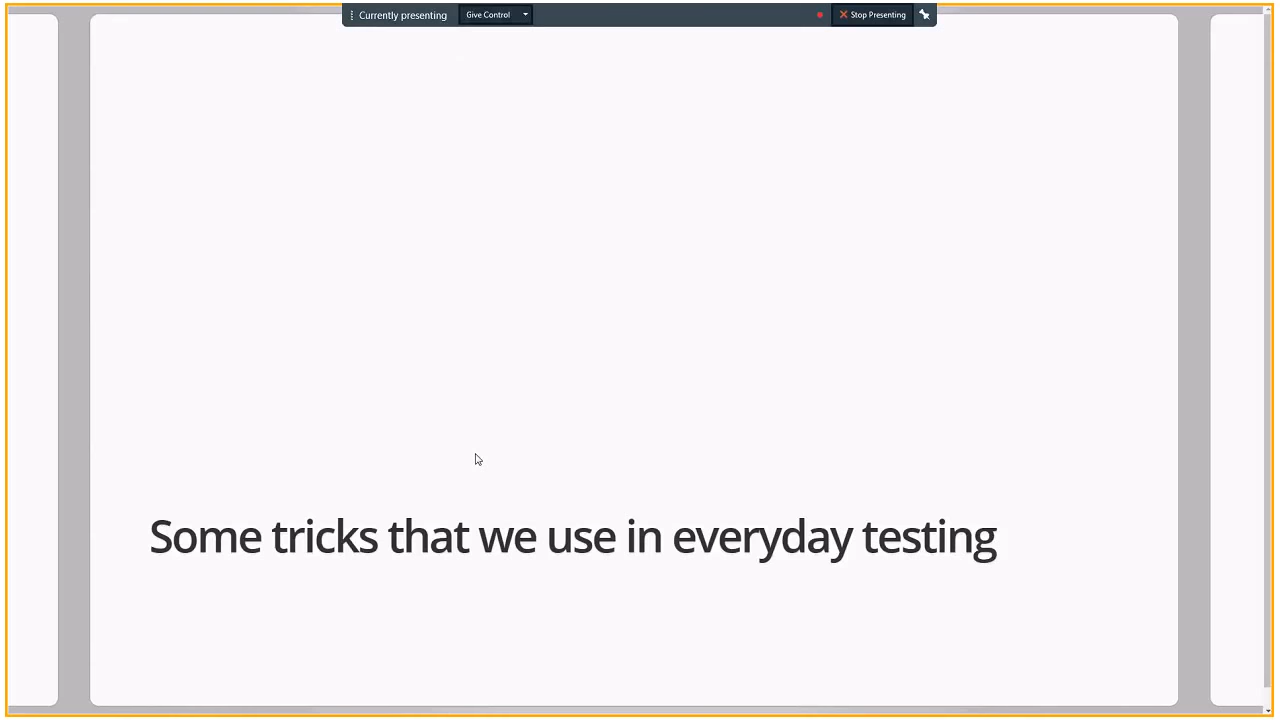 Currently presenting
Give Control
Stop Presenting
Some tricks that we use in everyday testing